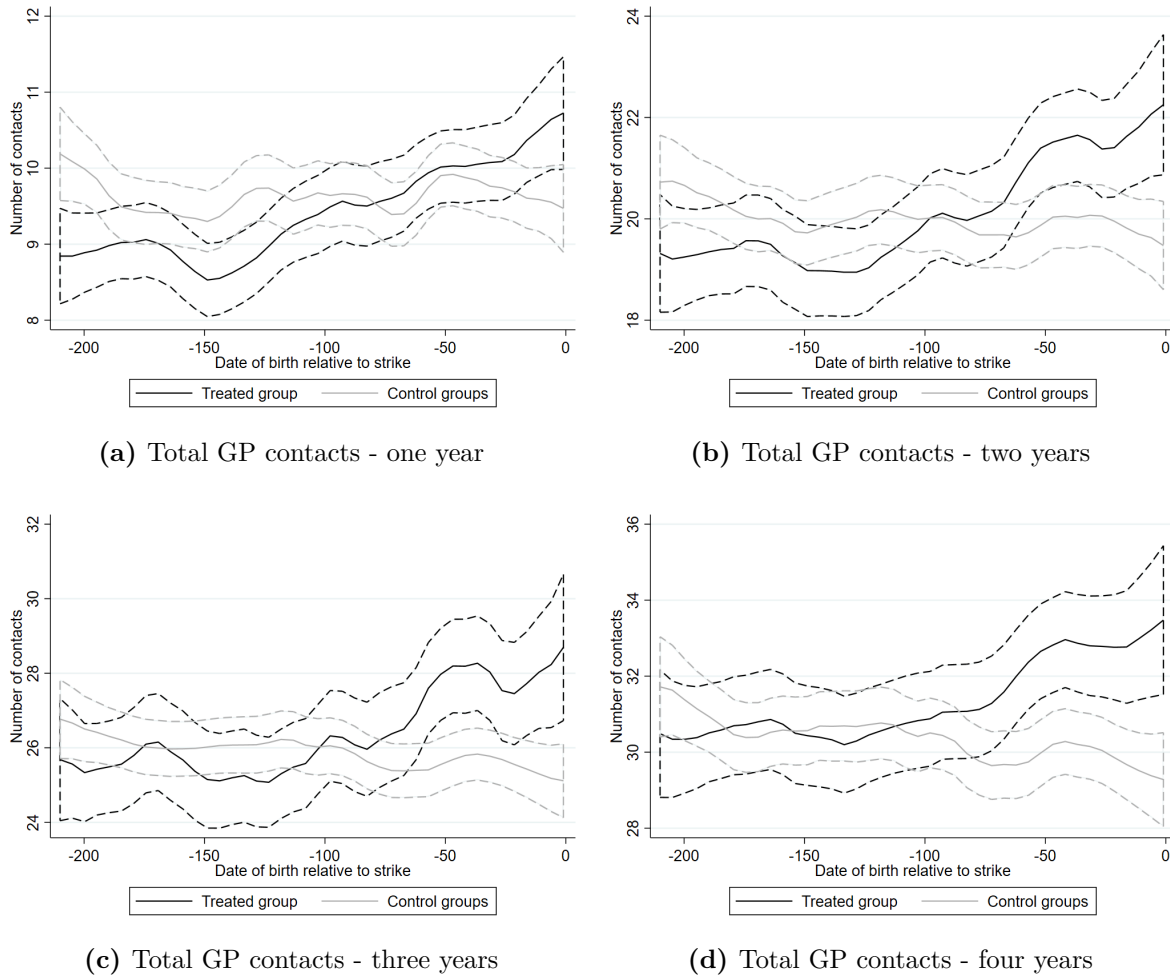 12
11
10
9
8
Number of contacts
-200 -150 -100 -50 0
Date of birth relative to strike
Treated group Control groups
(a) Total GP contacts - one year
24
22
20
18
Number of contacts
-200 -150 -100 -50 0
Date of birth relative to strike
Treated group Control groups
(b) Total GP contacts - two years
32
30
28
26
24
Number of contacts
-200 -150 -100 -50 0
Date of birth relative to strike
Treated group Control groups
(c) Total GP contacts - three years
36
34
32
30
28
Number of contacts
-200 -150 -100 -50 0
Date of birth relative to strike
Treated group Control groups
(d) Total GP contacts - four years